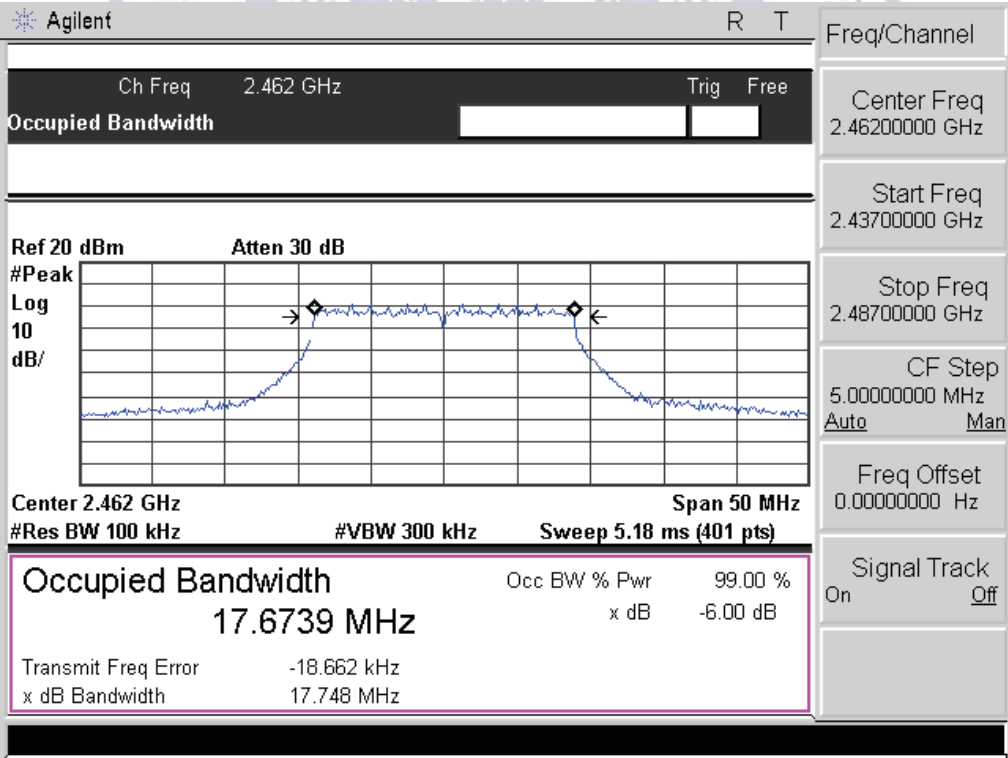 Agilent R T
Ch Freq 2.462 GHz Trig Free
Occupied Bandwidth
Ref 20 dBm Atten 30 dB
#Peak
Log
10
dB/
Center 2.462 GHz Span 50 MHz
#Res BW 100 kHz #VBW 300 kHz Sweep 5.18 ms (401 pts)
Occupied Bandwidth Occ BW % Pwr 99.00 %
17.6739 MHz x dB -6.00 dB
Transmit Freq Error -18.662 kHz
x dB Bandwidth 17.748 MHz
Freq/Channel
Center Freq
2.46200000 GHz
Start Freq
2.43700000 GHz
Stop Freq
2.48700000 GHz
CF Step
5.00000000 MHz
Auto Man
Freq Offset
0.00000000 Hz
Signal Track
On Off